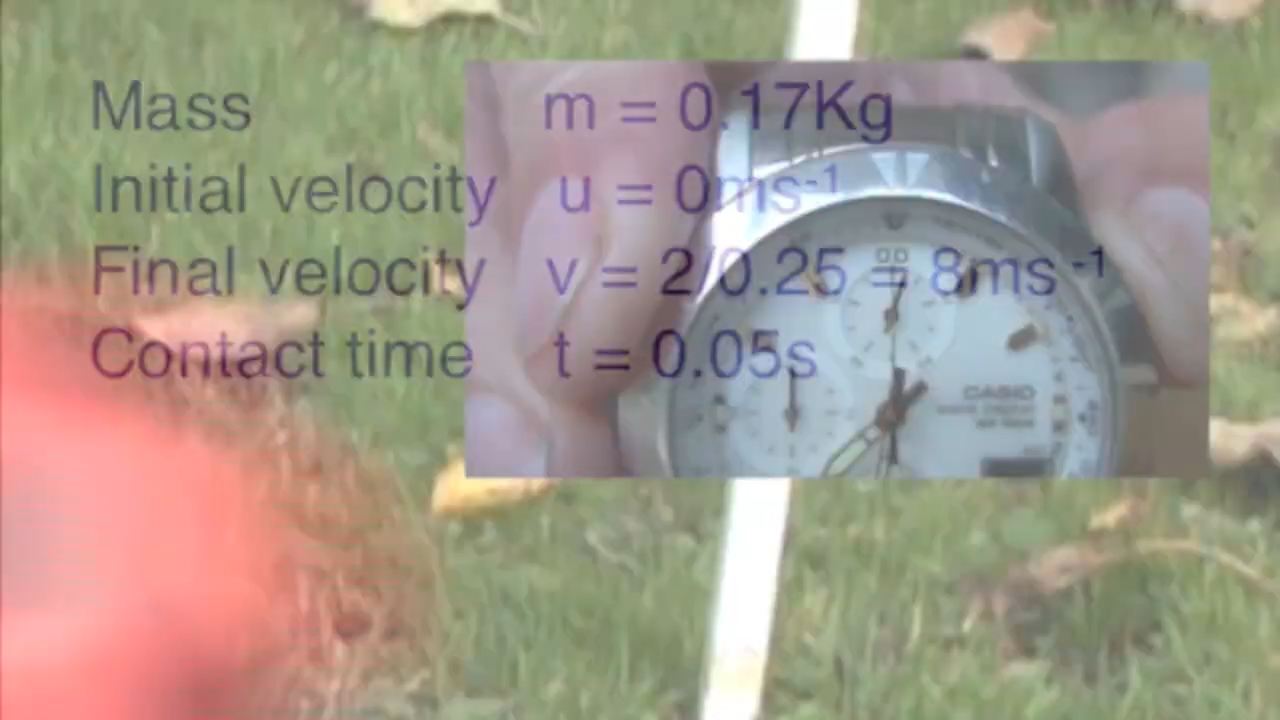 Mass m = 0.17Kg
Initial velocity u = 0ms-1
Final velocity v = 2/0.25 = 8ms -1
Contact time t = 0.05s
CASIO